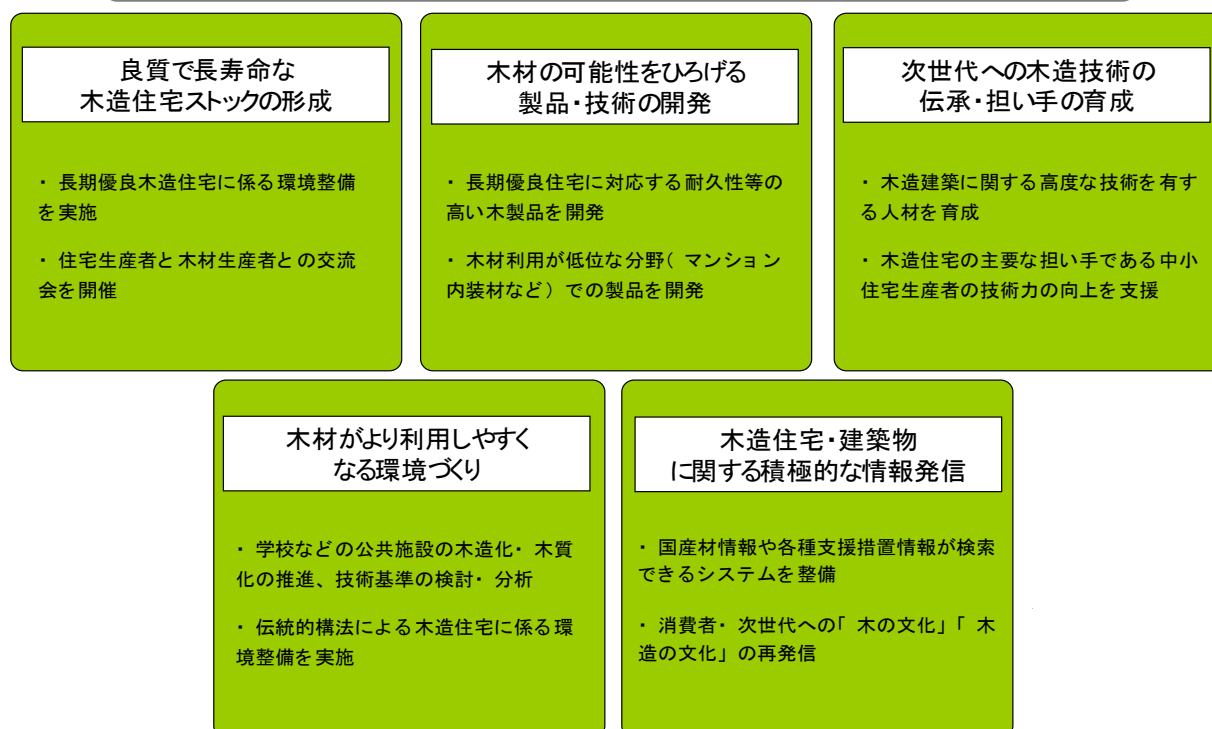 良質で長寿命な
木造住宅ストックの形成
・ 長期優良木造住宅に係る環境整備
を実施
・ 住宅生産者と木材生産者との交流
会を開催
木材の可能性をひろげる
製品・技術の開発
・ 長期優良住宅に対応する耐久性等の
高い木製品を開発
・ 木材利用が低位な分野（マンション
内装材など）での製品を開発
次世代への木造技術の
伝承・担い手の育成
・ 木造建築に関する高度な技術を有す
る人材を育成
・ 木造住宅の主要な担い手である中小
住宅生産者の技術力の向上を支援
木材がより利用しやすく
なる環境づくり
・ 学校などの公共施設の木造化・木質
化の推進、技術基準の検討・分析
・ 伝統的構法による木造住宅に係る環
境整備を実施
木造住宅・建築物
に関する積極的な情報発信
・ 国産材情報や各種支援措置情報が検索
できるシステムを整備
・ 消費者・次世代への「木の文化」「木
造の文化」の再発信